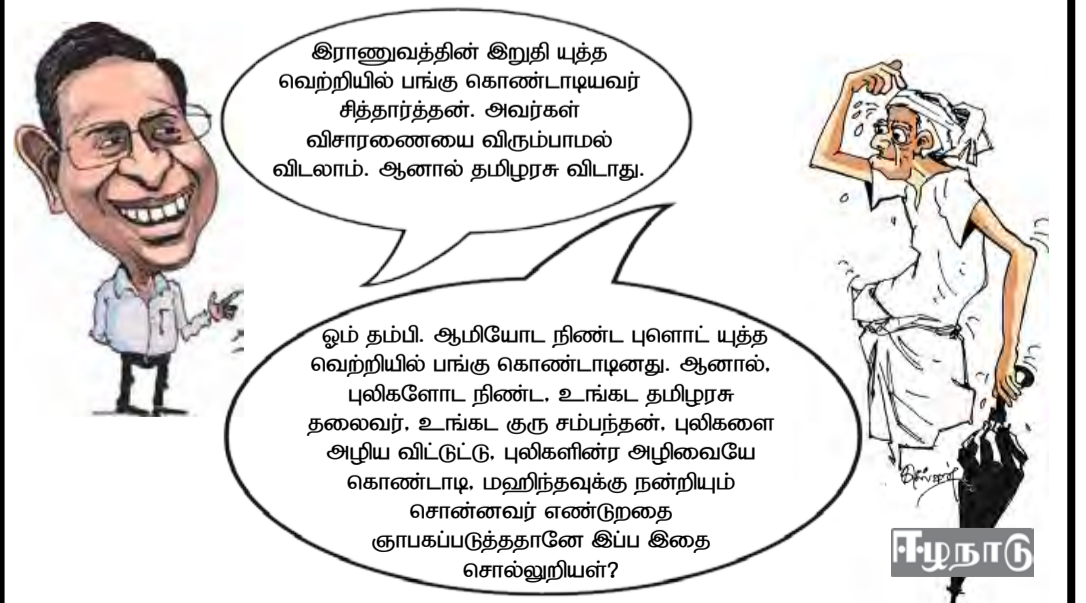 இராணுவத்தின் இறுதி யுத்த
வெற்றியில் பங்கு கொண்டாடியவர்
சித்தார்த்தன். அவர்கள்
விசாரணையை விரும்பாமல்
விடலாம். ஆனால் தமிழரசு விடாது.
ஓம் தம்பி. ஆமியோட நிண்ட புளொட் யுத்த
வெற்றியில் பங்கு கொண்டாடினது. ஆனால்,
புலிகளோட நிண்ட, உங்கட தமிழரசு
தலைவர், உங்கட குரு சம்பந்தன், புலிகளை
அழிய விட்டுட்டு, புலிகளின்ர அழிவையே
கொண்டாடி, மஹிந்தவுக்கு நன்றியும்
சொன்னவர் எண்டுறதை
ஞாபகப்படுத்ததானே இப்ப இதை
சொல்லுறியள்?
ஈழநாடு